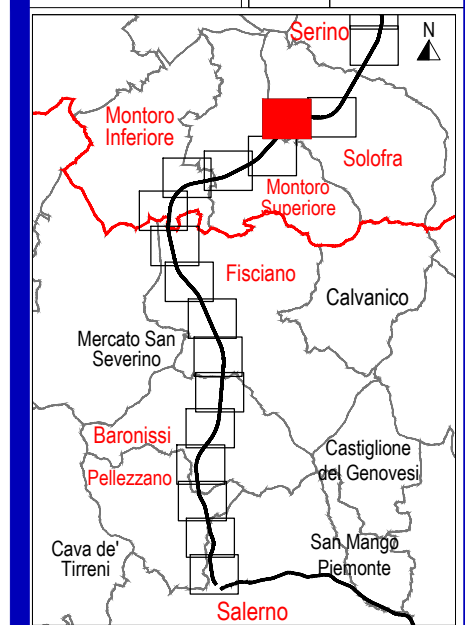 Serino
N
Montoro
Inferiore
Solofra
Montoro
Superiore
Fisciano
Calvanico
Mercato San
Severino
Baronissi
Castiglione
del Genovesi
Pellezzano
Cava de'
Tirreni
San Mango
Piemonte
Salerno